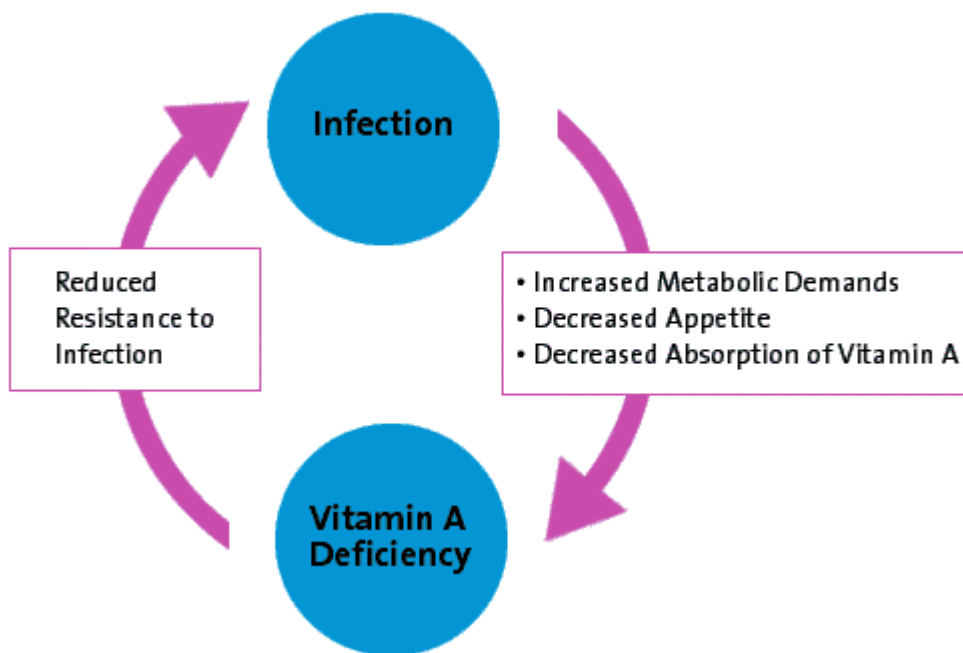 Infection
Reduced
Resistance to
Infection
• Increased Metabolic Demands
• Decreased Appetite
• Decreased Absorption of Vitamin A
Vitamin A
Deficiency